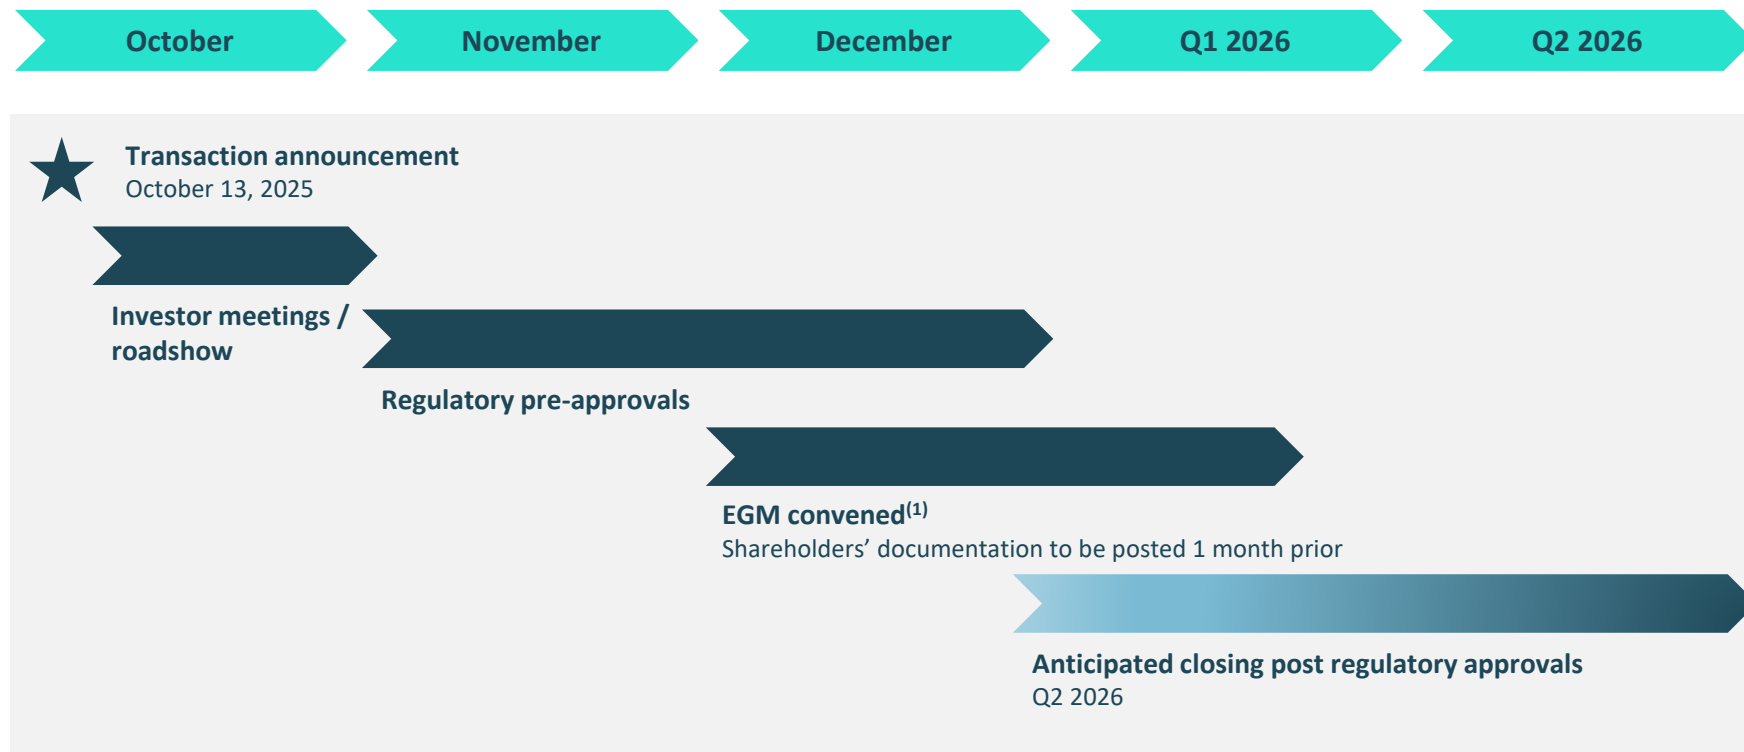 October
November
December
Q1 2026
Q2 2026
Transaction announcement
October 13, 2025
Investor meetings /
roadshow
Regulatory pre-approvals
EGM convened(1)
Shareholders’ documentation to be posted 1 month prior
Anticipated closing post regulatory approvals
Q2 2026